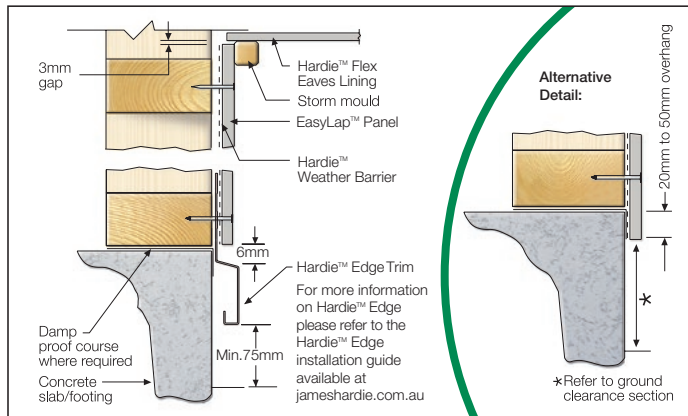 3mm
gap
Hardie™ Flex
Eaves Lining
Storm mould
EasyLap™ Panel
Hardie™
Weather Barrier
6mm
Hardie™ Edge Trim
For more information
on Hardie™ Edge
please refer to the
Hardie™ Edge
installation guide
available at
jameshardie.com.au
Min.75mm
Damp
proof course
where required
Concrete
slab/footing
Alternative
Detail:
20mm to 50mm overhang
*
*Refer to ground
clearance section